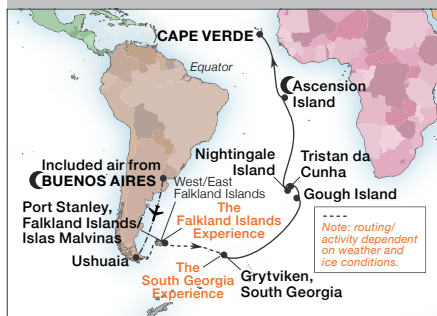 CAPE VERDE
Equator
Ascension
Island
Included air from
BUENOS AIRES
Nightingale
Island
Tristan da
Cunha
West/East
Falkland Islands
Gough Island
Port Stanley,
Falkland Islands/
Islas Malvinas
The
Falkland Islands
Experience
Note: routing/
activity dependent
on weather and
ice conditions.
Ushuaia
The
South Georgia
Experience
Grytviken,
South Georgia